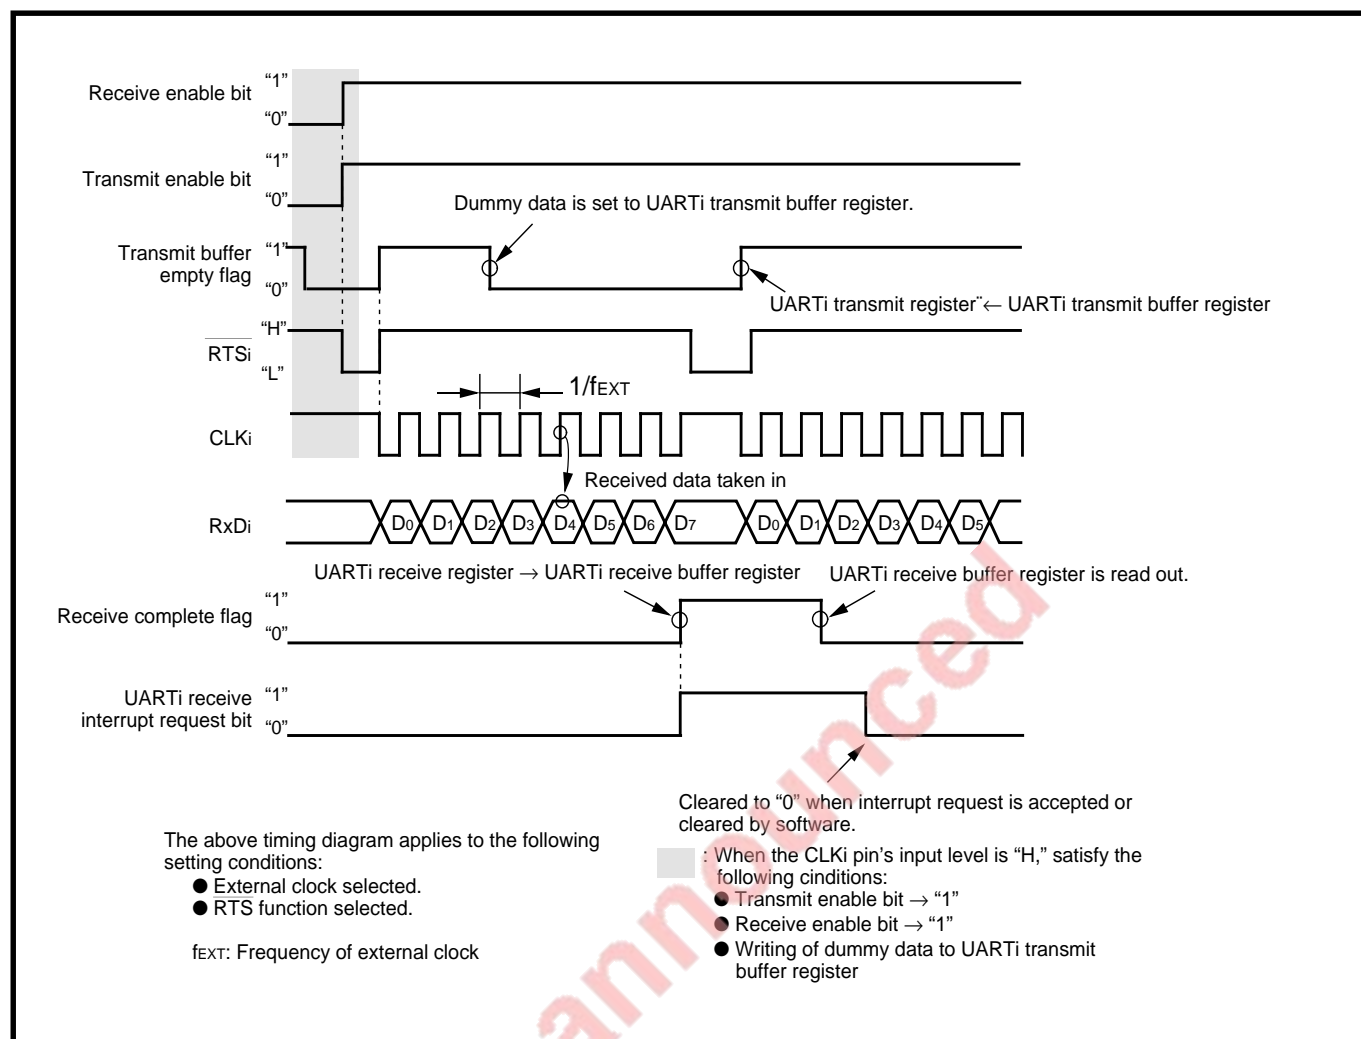 Receive enable bit
“1”
“0”
Transmit enable bit
“1”
“0”
Dummy data is set to UARTi transmit buffer register.
Transmit buffer
empty flag
“1”
“0”
UARTi transmit register¨← UARTi transmit buffer register
RTSi
“H”
“L”
1/fEXT
CLKi
Received data taken in
RxDi
D0 D1 D2 D3 D4 D5 D6 D7 D0 D1 D2 D3 D4 D5
UARTi receive register → UARTi receive buffer register
UARTi receive buffer register is read out.
Receive complete flag
“1”
“0”
UARTi receive
interrupt request bit
“1”
“0”
Cleared to “0” when interrupt request is accepted or
cleared by software.
The above timing diagram applies to the following
setting conditions:
● External clock selected.
● RTS function selected.
fEXT: Frequency of external clock
: When the CLKi pin’s input level is “H,” satisfy the
following cinditions:
● Transmit enable bit → “1”
● Receive enable bit → “1”
● Writing of dummy data to UARTi transmit
buffer register
announced